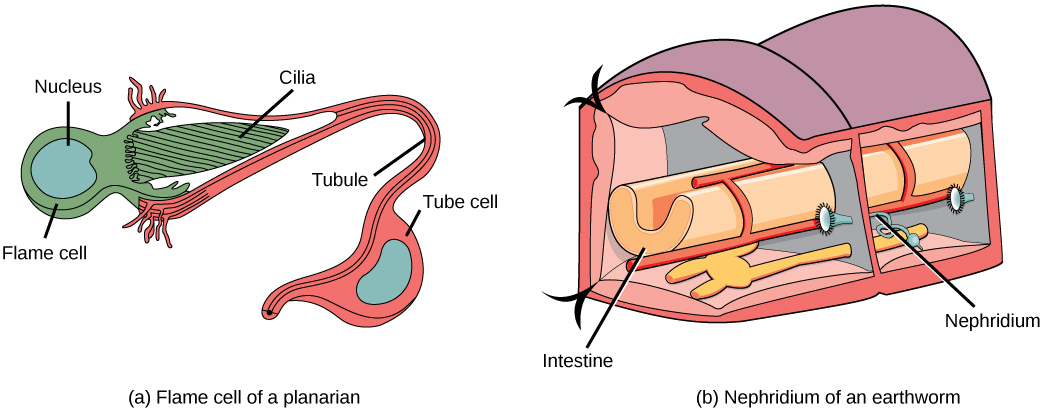 Nucleus
Cilia
Tubule
Tube cell
Flame cell
(a) Flame cell of a planarian
Nephridium
Intestine
(b) Nephridium of an earthworm